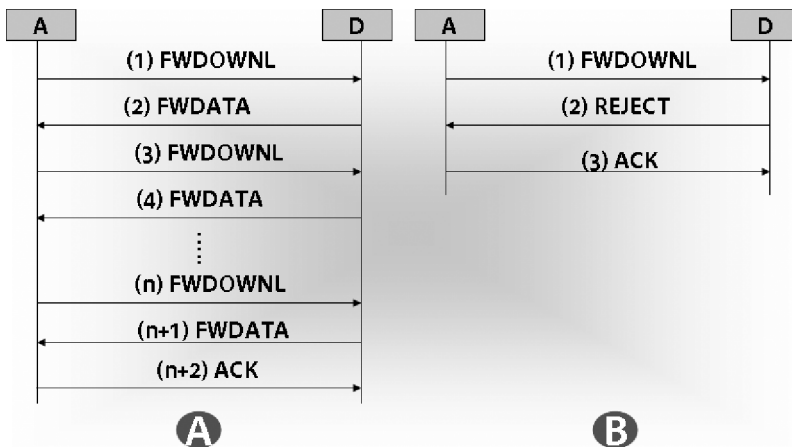 A D
(1) FWDOWNL
(2) FWDATA
(3) FWDOWNL
(4) FWDATA
(n) FWDOWNL
(n+1) FWDATA
(n+2) ACK
A
A D
(1) FWDOWNL
(2) REJECT
(3) ACK
B